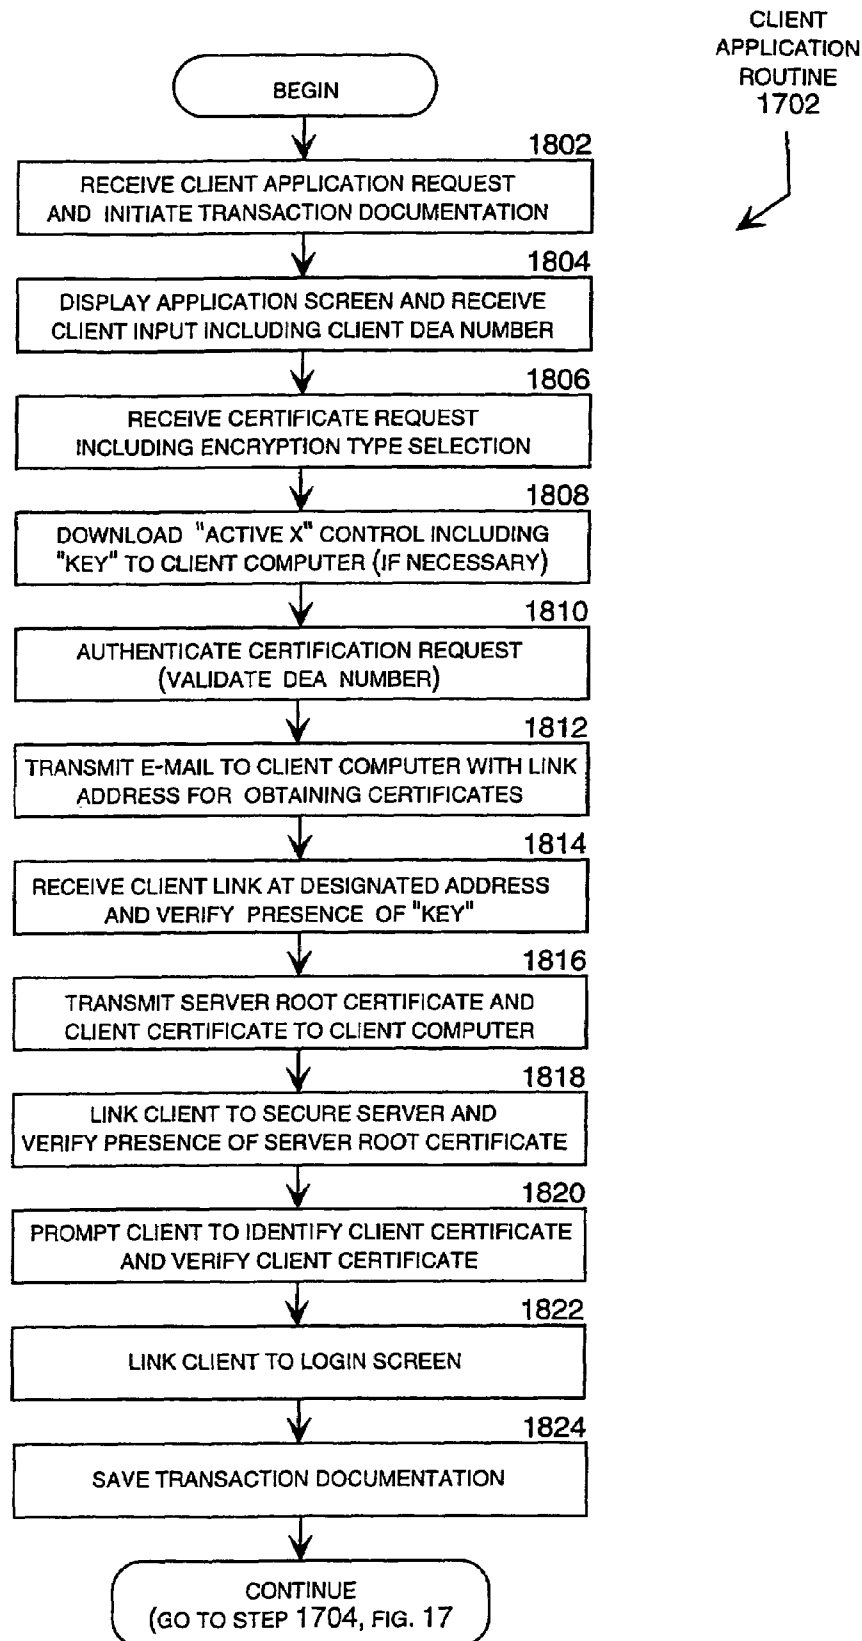 CLIENT
APPLICATION
ROUTINE
1702
BEGIN
1802
RECEIVE CLIENT APPLICATION REQUEST
AND INITIATE TRANSACTION DOCUMENTATION
1804
DISPLAY APPLICATION SCREEN AND RECEIVE
CLIENT INPUT INCLUDING CLIENT DEA NUMBER
1806
RECEIVE CERTIFICATE REQUEST
INCLUDING ENCRYPTION TYPE SELECTION
1808
DOWNLOAD "ACTIVE X" CONTROL INCLUDING
"KEY" TO CLIENT COMPUTER (IF NECESSARY)
1810
AUTHENTICATE CERTIFICATION REQUEST
(VALIDATE DEA NUMBER)
1812
TRANSMIT E-MAIL TO CLIENT COMPUTER WITH LINK
ADDRESS FOR OBTAINING CERTIFICATES
1814
RECEIVE CLIENT LINK AT DESIGNATED ADDRESS
AND VERIFY PRESENCE OF "KEY"
1816
TRANSMIT SERVER ROOT CERTIFICATE AND
CLIENT CERTIFICATE TO CLIENT COMPUTER
1818
LINK CLIENT TO SECURE SERVER AND
VERIFY PRESENCE OF SERVER ROOT CERTIFICATE
1820
PROMPT CLIENT TO IDENTIFY CLIENT CERTIFICATE
AND VERIFY CLIENT CERTIFICATE
1822
LINK CLIENT TO LOGIN SCREEN
1824
SAVE TRANSACTION DOCUMENTATION
CONTINUE
(GO TO STEP 1704, FIG. 17